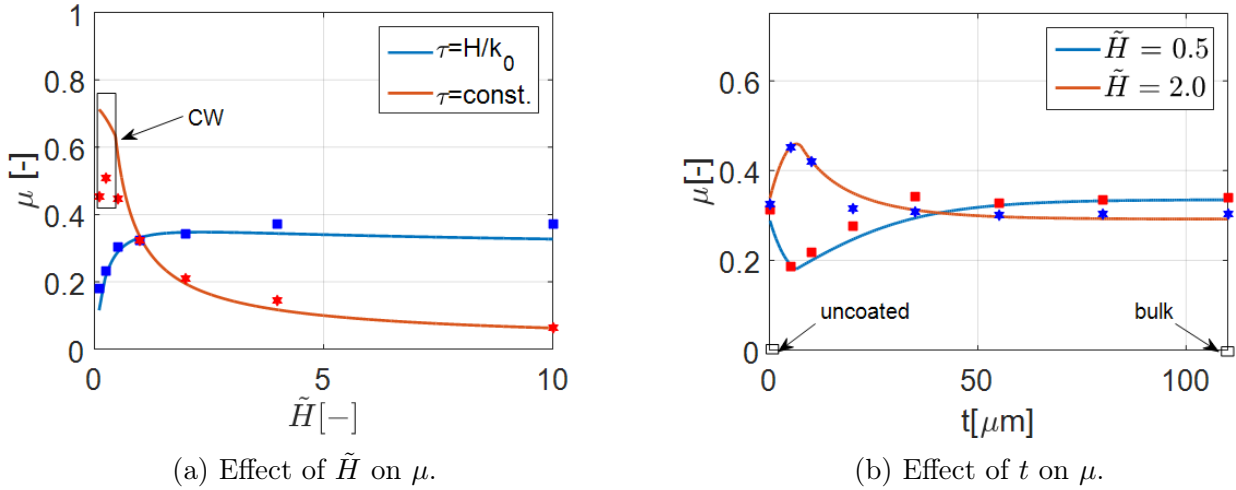 1
0.8
0.6
0.4
0.2
0
μ [-]
τ=H/k₀
τ=const.
CW
0
5
10
H̃[−]
(a) Effect of H̃ on μ.
0.6
0.4
0.2
0
μ[-]
H̃ = 0.5
H̃ = 2.0
uncoated
bulk
0
50
100
t[μm]
(b) Effect of t on μ.